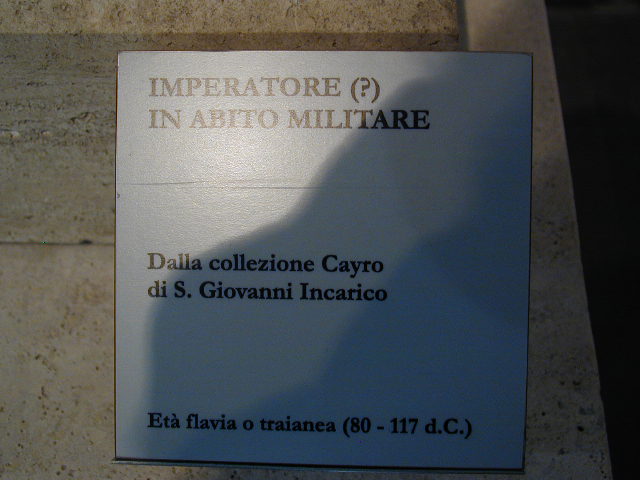 IMPERATORE (?)
IN ABITO MILITARE
Dalla collezione Cayro
di S. Giovanni Incarico
Età flavia o traianea (80 - 117 d.C.)